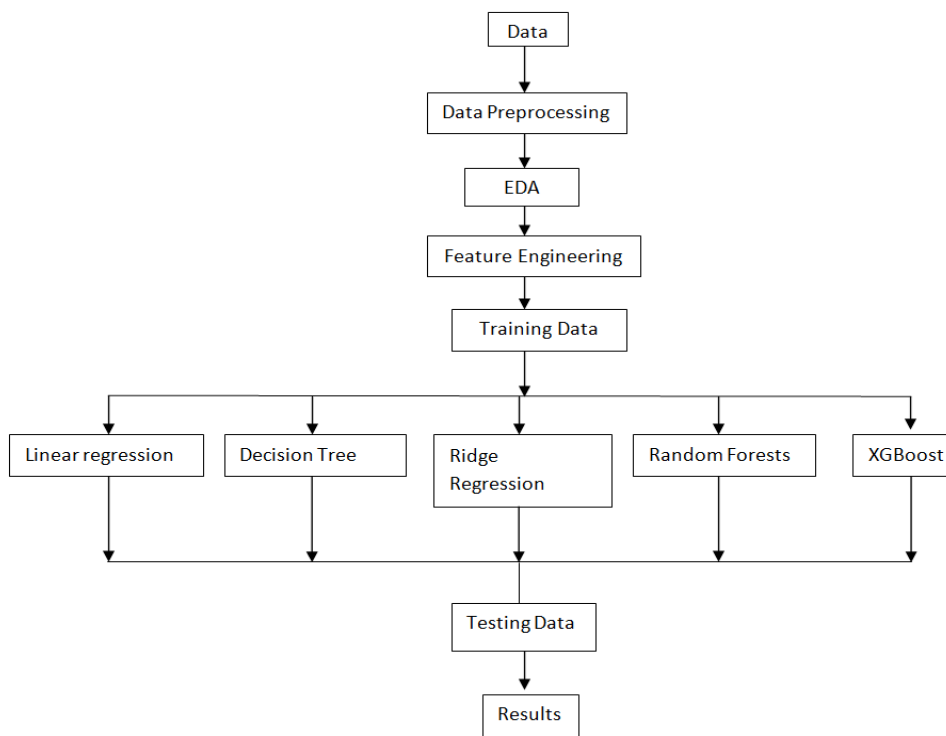 Data
Data Preprocessing
EDA
Feature Engineering
Training Data
Linear regression
Decision Tree
Ridge
Regression
Random Forests
XGBoost
Testing Data
Results